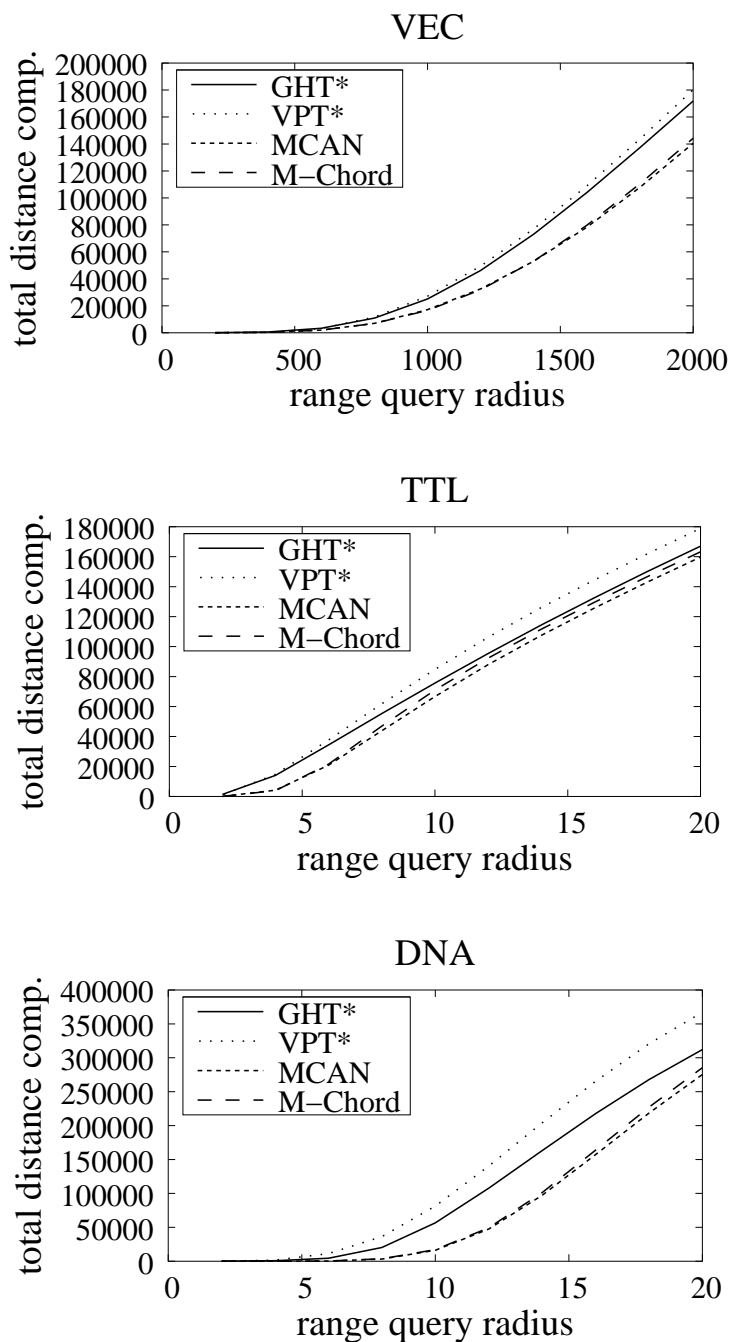 VEC
total distance comp.
200000
180000
160000
140000
120000
100000
80000
60000
40000
20000
0
GHT*
VPT*
MCAN
M−Chord
0 500 1000 1500 2000
range query radius
TTL
total distance comp.
180000
160000
140000
120000
100000
80000
60000
40000
20000
0
GHT*
VPT*
MCAN
M−Chord
0 5 10 15 20
range query radius
DNA
total distance comp.
400000
350000
300000
250000
200000
150000
100000
50000
0
GHT*
VPT*
MCAN
M−Chord
0 5 10 15 20
range query radius